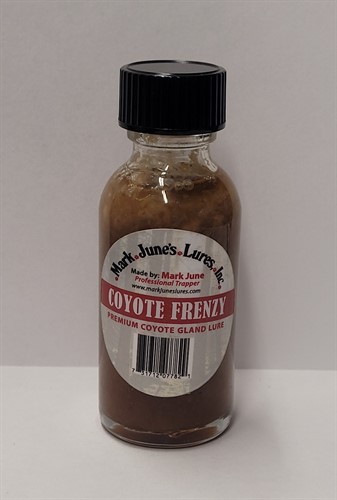 Mark June's Lures, Inc.
Made by: Mark June
Professional Trapper
www.markjuneslures.com
COYOTE FRENZY
PREMIUM COYOTE GLAND LURE